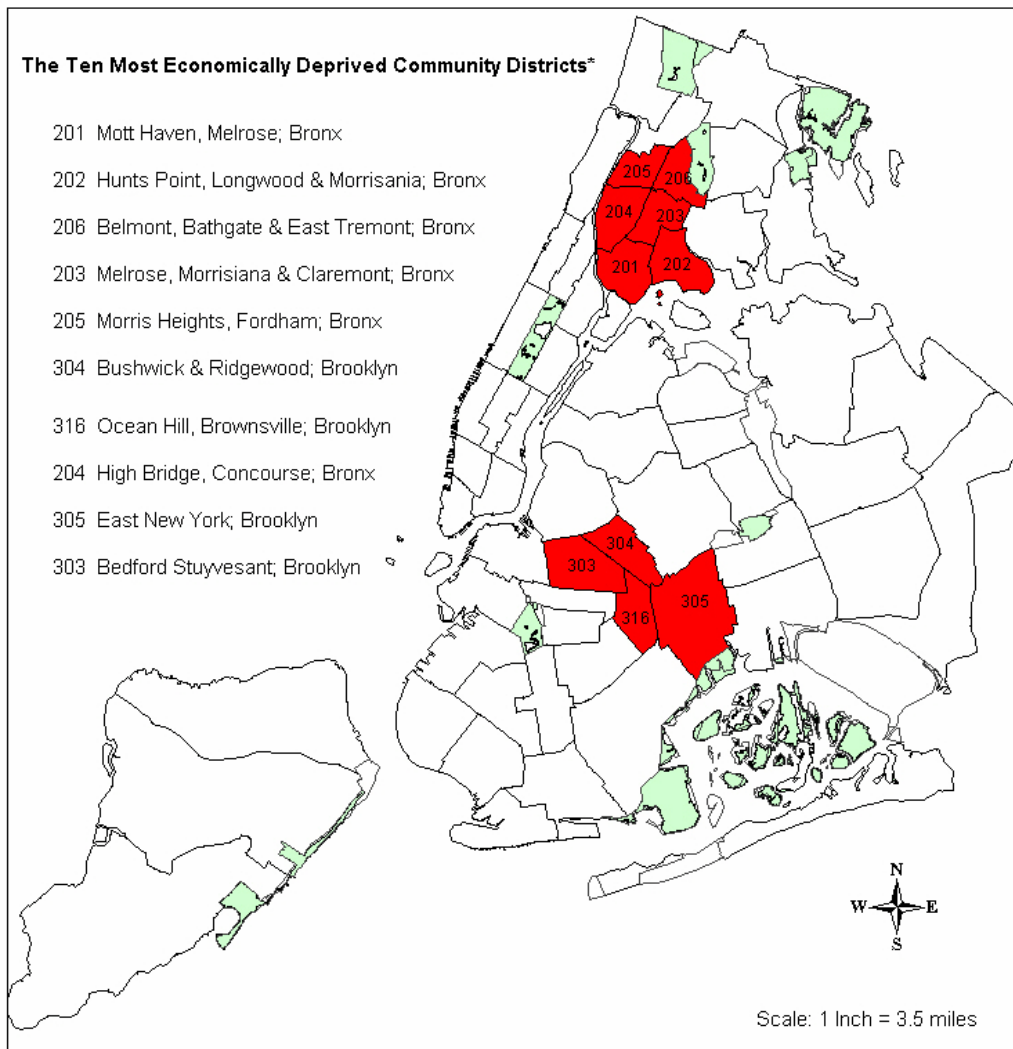 The Ten Most Economically Deprived Community Districts*
201 Mott Haven, Melrose; Bronx
202 Hunts Point, Longwood & Morrisania; Bronx
206 Belmont, Bathgate & East Tremont; Bronx
203 Melrose, Morrisiana & Claremont; Bronx
205 Morris Heights, Fordham; Bronx
304 Bushwick & Ridgewood; Brooklyn
316 Ocean Hill, Brownsville; Brooklyn
204 High Bridge, Concourse; Bronx
305 East New York; Brooklyn
303 Bedford Stuyvesant; Brooklyn
205
206
204
203
201
202
304
303
305
316
N
W E
S
Scale: 1 Inch = 3.5 miles